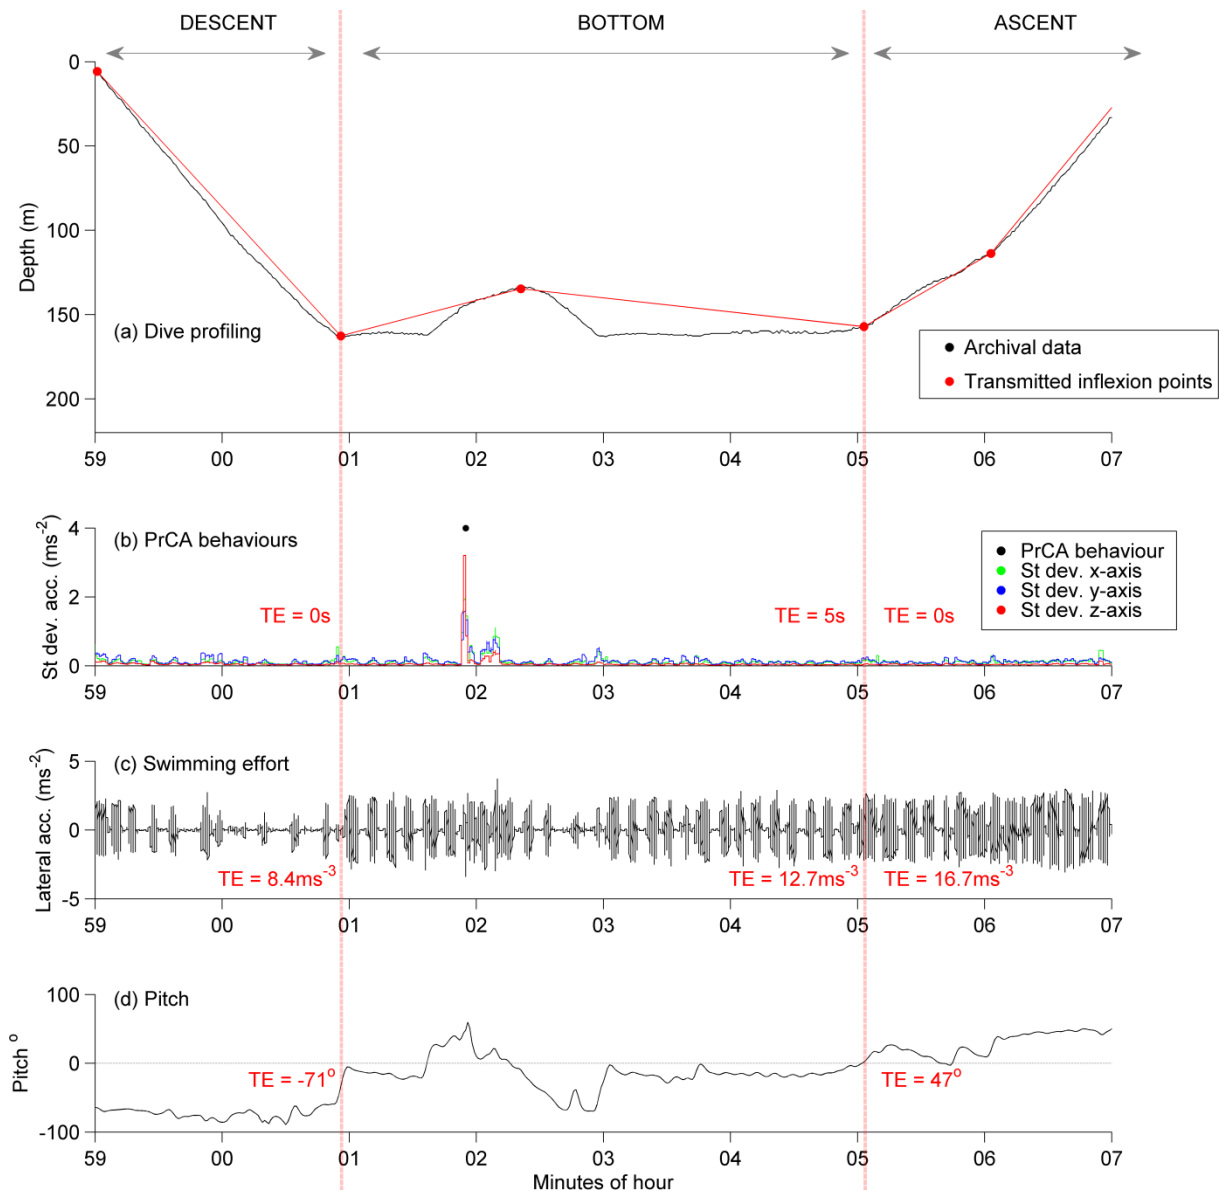 DESCENT BOTTOM ASCENT
0
50
100
150
200
Depth (m)
(a) Dive profiling
Archival data
Transmitted inflexion points
59 00 01 02 03 04 05 06 07
4
2
0
St dev. acc. (ms-2)
(b) PrCA behaviours
PrCA behaviour
St dev. x-axis
St dev. y-axis
St dev. z-axis
TE = 0s TE = 5s TE = 0s
59 00 01 02 03 04 05 06 07
5
0
-5
Lateral acc. (ms-2)
(c) Swimming effort
TE = 8.4ms-3 TE = 12.7ms-3 TE = 16.7ms-3
59 00 01 02 03 04 05 06 07
100
0
-100
Pitch o
(d) Pitch
TE = -71o TE = 47o
59 00 01 02 03 04 05 06 07
Minutes of hour